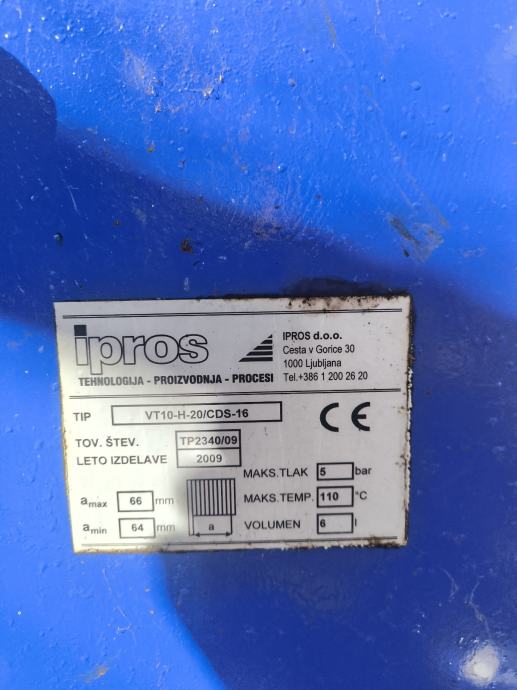 ipros
TEHNOLOGIJA - PROIZVODNJA - PROCESI
IPROS d.o.o.
Cesta v Gorice 30
1000 Ljubljana
Tel.+386 1 200 26 20
TIP VT10-H-20/CDS-16
CE
TOV. ŠTEV. TP2340/09
LETO IZDELAVE 2009
amax 66 mm
amin 64 mm
a
MAKS.TLAK 5 bar
MAKS.TEMP. 110 °C
VOLUMEN 6 l